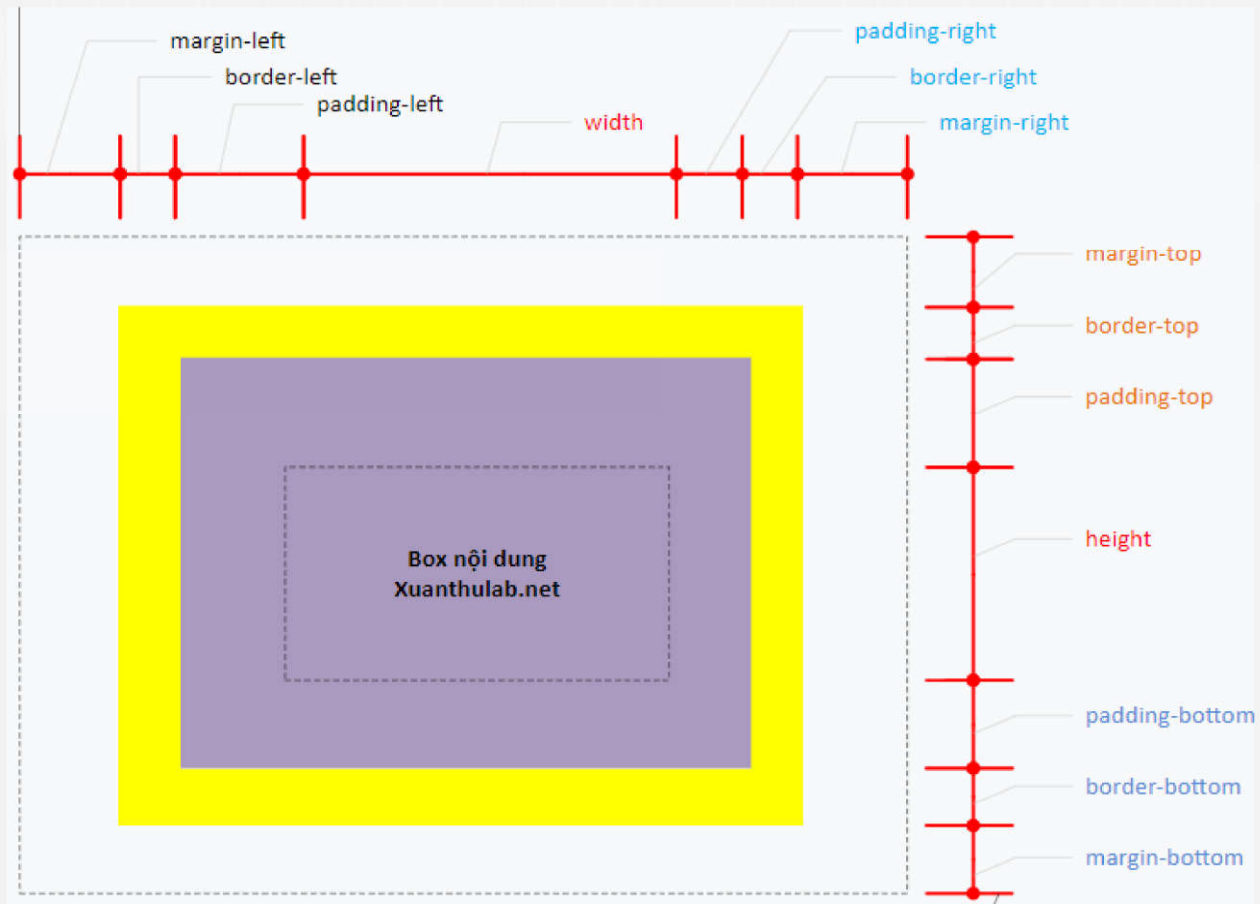 margin-left
border-left
padding-left
width
padding-right
border-right
margin-right
margin-top
border-top
padding-top
height
padding-bottom
border-bottom
margin-bottom
Box nội dung
Xuanthulab.net